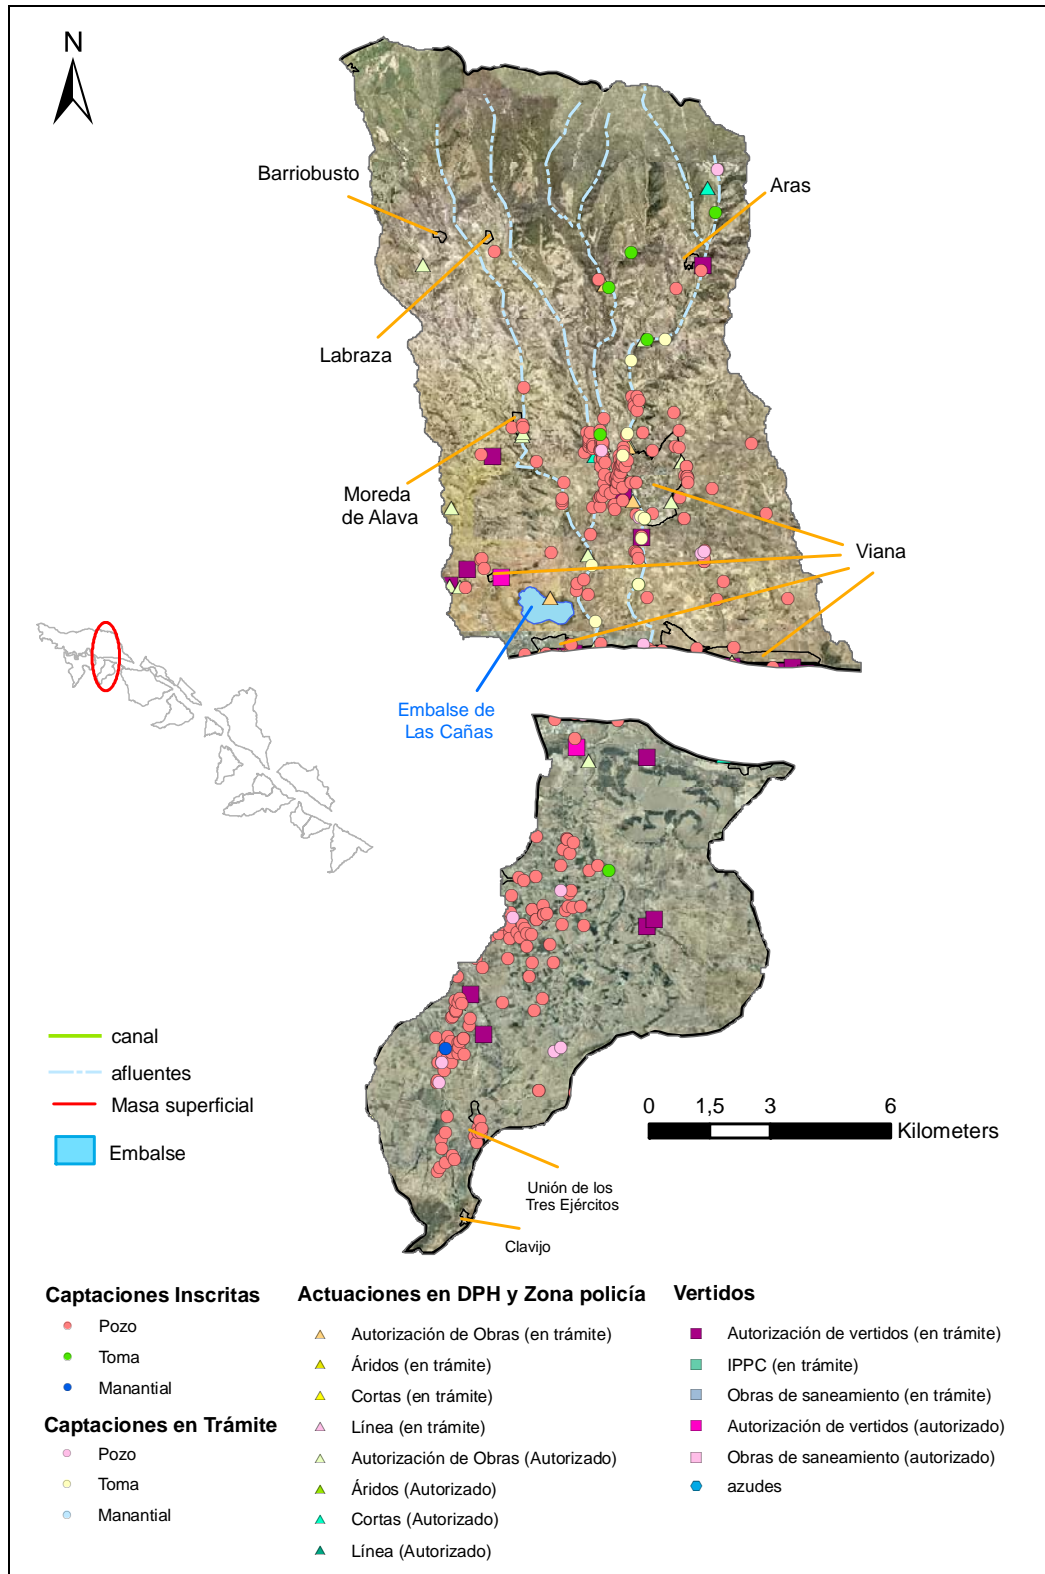 N
Barriobusto
Aras
Labraza
Moreda
de Alava
Viana
Embalse de
Las Cañas
canal
afluentes
Masa superficial
Embalse
0 1,5 3 6
Kilometers
Unión de los
Tres Ejércitos
Clavijo
Captaciones Inscritas
Pozo
Toma
Manantial
Captaciones en Trámite
Pozo
Toma
Manantial
Actuaciones en DPH y Zona policía
Autorización de Obras (en trámite)
Áridos (en trámite)
Cortas (en trámite)
Línea (en trámite)
Autorización de Obras (Autorizado)
Áridos (Autorizado)
Cortas (Autorizado)
Línea (Autorizado)
Vertidos
Autorización de vertidos (en trámite)
IPPC (en trámite)
Obras de saneamiento (en trámite)
Autorización de vertidos (autorizado)
Obras de saneamiento (autorizado)
azudes